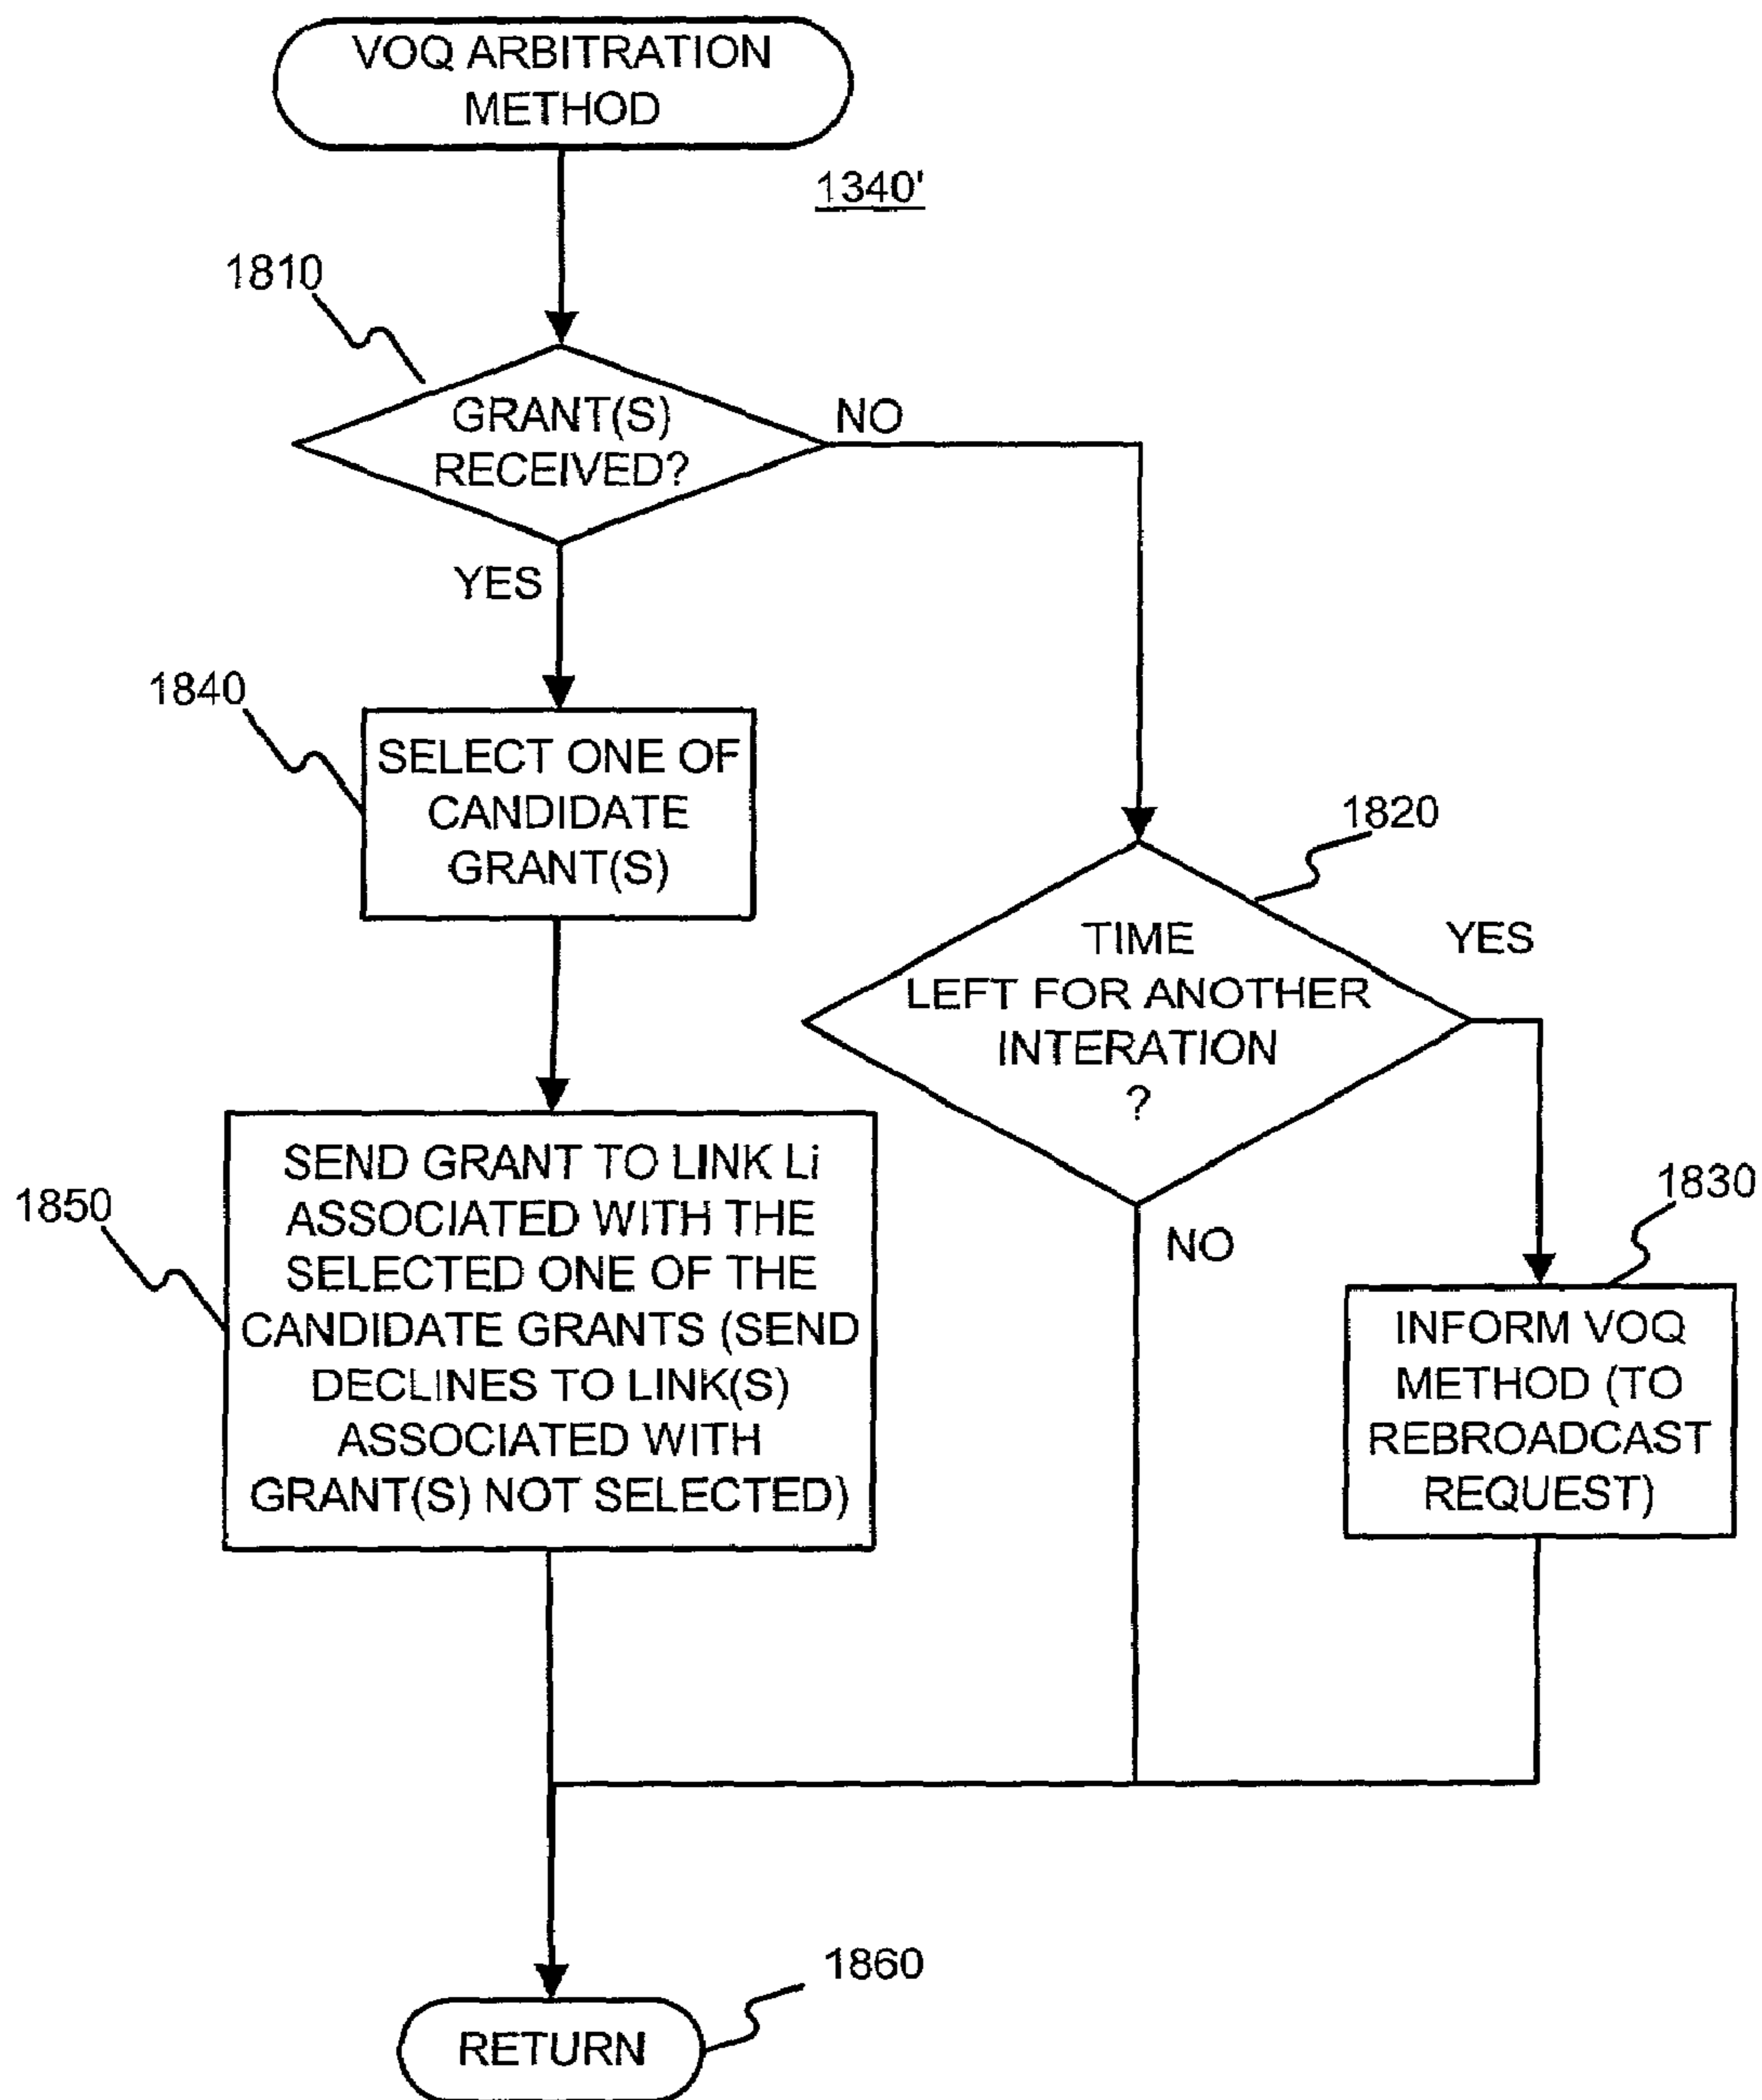 VOQ ARBITRATION
METHOD
1340'
1810
GRANT(S)
RECEIVED?
NO
YES
1840
SELECT ONE OF
CANDIDATE
GRANT(S)
1820
TIME
LEFT FOR ANOTHER
INTERATION
?
YES
NO
1850
SEND GRANT TO LINK Li
ASSOCIATED WITH THE
SELECTED ONE OF THE
CANDIDATE GRANTS (SEND
DECLINES TO LINK(S)
ASSOCIATED WITH
GRANT(S) NOT SELECTED)
1830
INFORM VOQ
METHOD (TO
REBROADCAST
REQUEST)
1860
RETURN